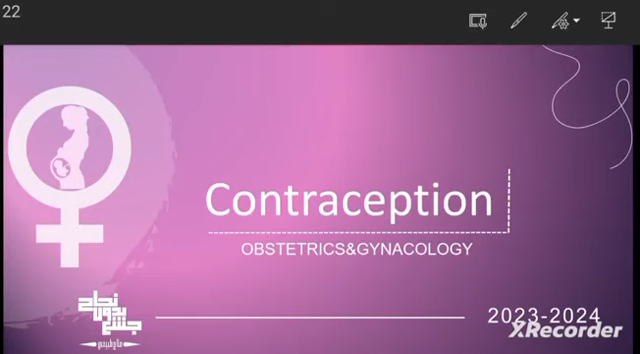 22
Contraception
OBSTETRICS&GYNACOLOGY
2023-2024
XRecorder